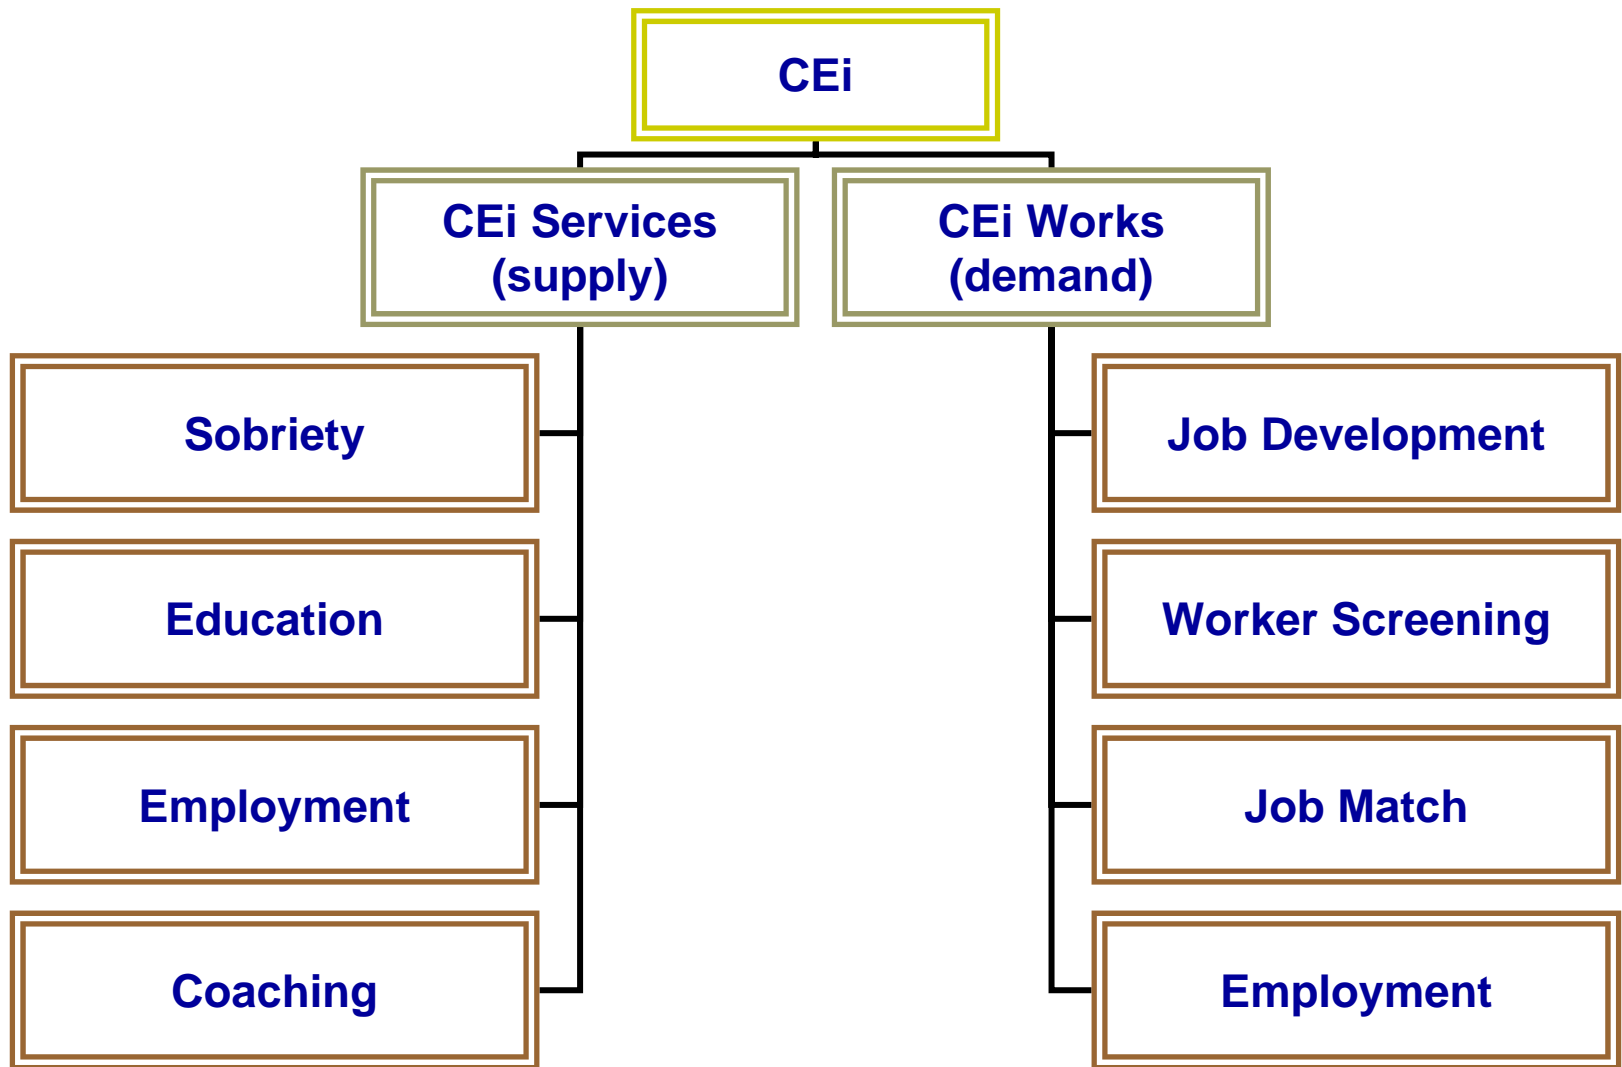 CEi
CEi Services
(supply)
CEi Works
(demand)
Sobriety
Job Development
Education
Worker Screening
Employment
Job Match
Coaching
Employment